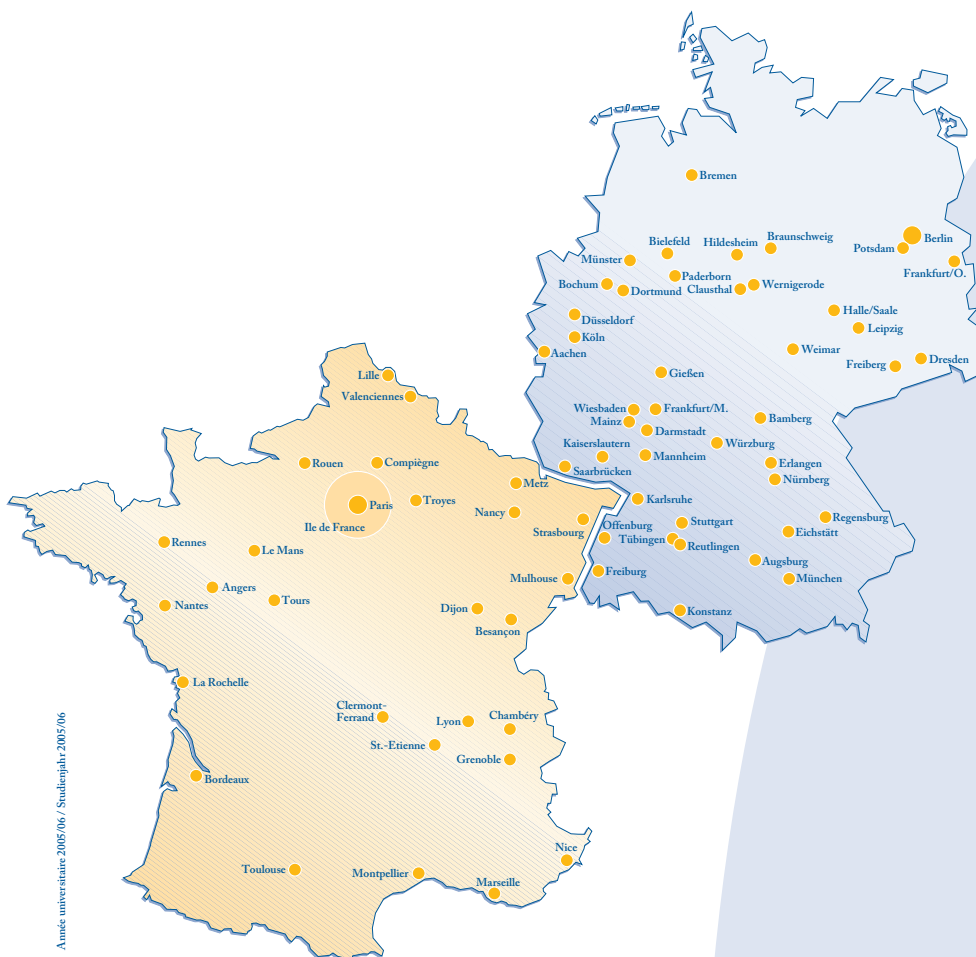 Bremen
Bielefeld
Hildesheim
Braunschweig
Berlin
Potsdam
Münster
Frankfurt/O.
Paderborn
Bochum
Dortmund
Clausthal
Wernigerode
Halle/Saale
Düsseldorf
Leipzig
Köln
Aachen
Weimar
Freiberg
Dresden
Gießen
Wiesbaden
Frankfurt/M.
Mainz
Bamberg
Darmstadt
Kaiserslautern
Würzburg
Mannheim
Saarbrücken
Erlangen
Nürnberg
Karlsruhe
Offenburg
Stuttgart
Regensburg
Tübingen
Reutlingen
Eichstätt
Freiburg
Augsburg
München
Konstanz
Lille
Valenciennes
Rouen
Compiègne
Metz
Paris
Troyes
Nancy
Ile de France
Strasbourg
Rennes
Le Mans
Mulhouse
Angers
Nantes
Tours
Dijon
Besançon
La Rochelle
Clermont-
Ferrand
Lyon
Chambéry
St.-Etienne
Grenoble
Bordeaux
Nice
Toulouse
Montpellier
Marseille
Année universitaire 2005/06 / Studienjahr 2005/06